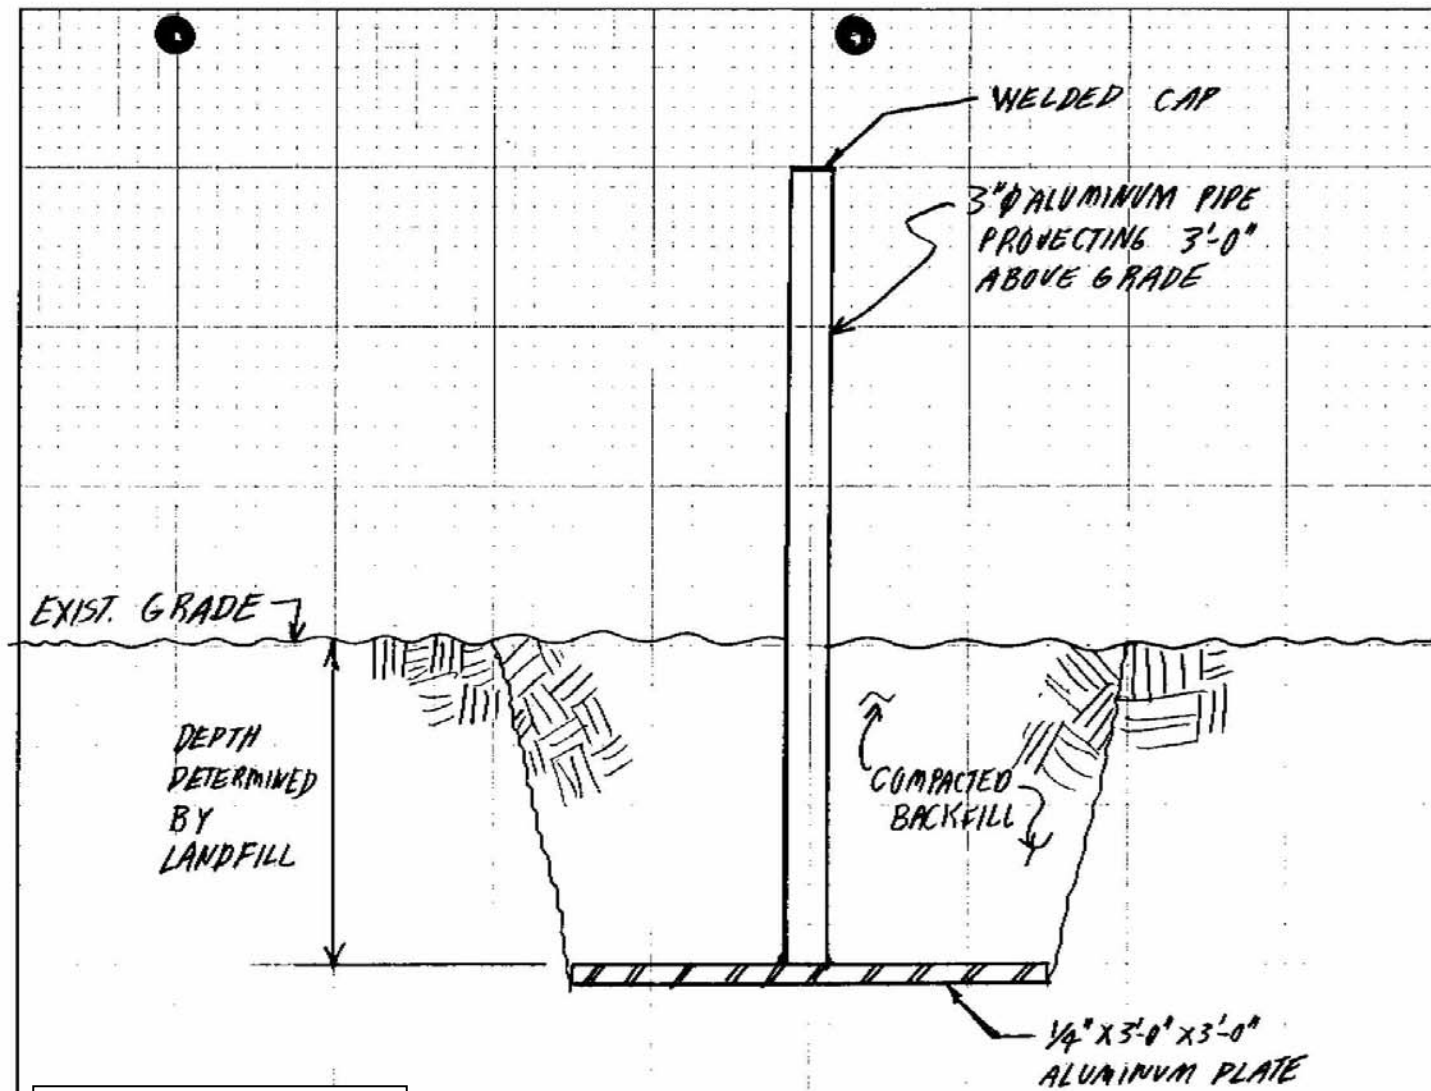 WELDED CAP
3"Ø ALUMINUM PIPE
PROJECTING 3'-0"
ABOVE GRADE
EXIST. GRADE
DEPTH
DETERMINED
BY
LANDFILL
COMPACTED
BACKFILL
1/4" X 3'-0" X 3'-0"
ALUMINUM PLATE